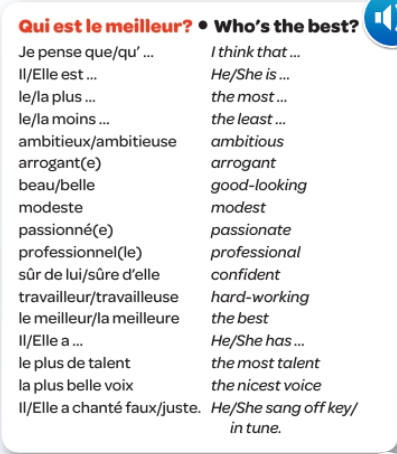 Qui est le meilleur? • Who's the best?
Je pense que/qu' ... I think that ...
Il/Elle est ... He/She is ...
le/la plus ... the most ...
le/la moins ... the least ...
ambitieux/ambitieuse ambitious
arrogant(e) arrogant
beau/belle good-looking
modeste modest
passionné(e) passionate
professionnel(le) professional
sûr de lui/sûre d'elle confident
travailleur/travailleuse hard-working
le meilleur/la meilleure the best
Il/Elle a ... He/She has ...
le plus de talent the most talent
la plus belle voix the nicest voice
Il/Elle a chanté faux/juste. He/She sang off key/
in tune.